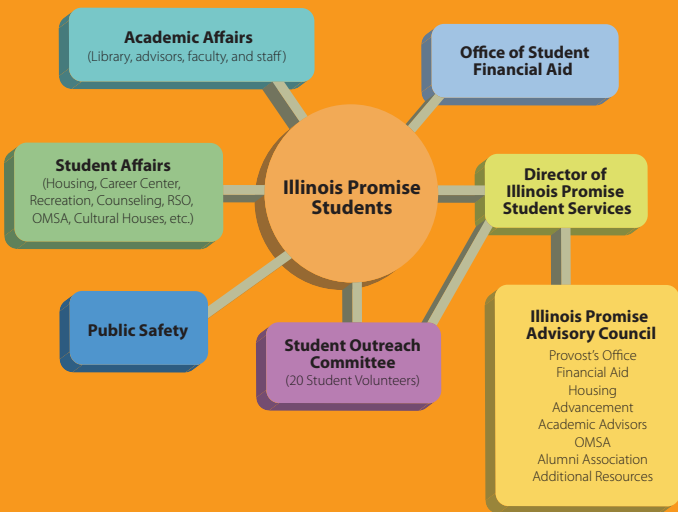 Academic Affairs
(Library, advisors, faculty, and staff)
Office of Student
Financial Aid
Student Affairs
(Housing, Career Center,
Recreation, Counseling, RSO,
OMSA, Cultural Houses, etc.)
Illinois Promise
Students
Director of
Illinois Promise
Student Services
Public Safety
Student Outreach
Committee
(20 Student Volunteers)
Illinois Promise
Advisory Council
Provost's Office
Financial Aid
Housing
Advancement
Academic Advisors
OMSA
Alumni Association
Additional Resources